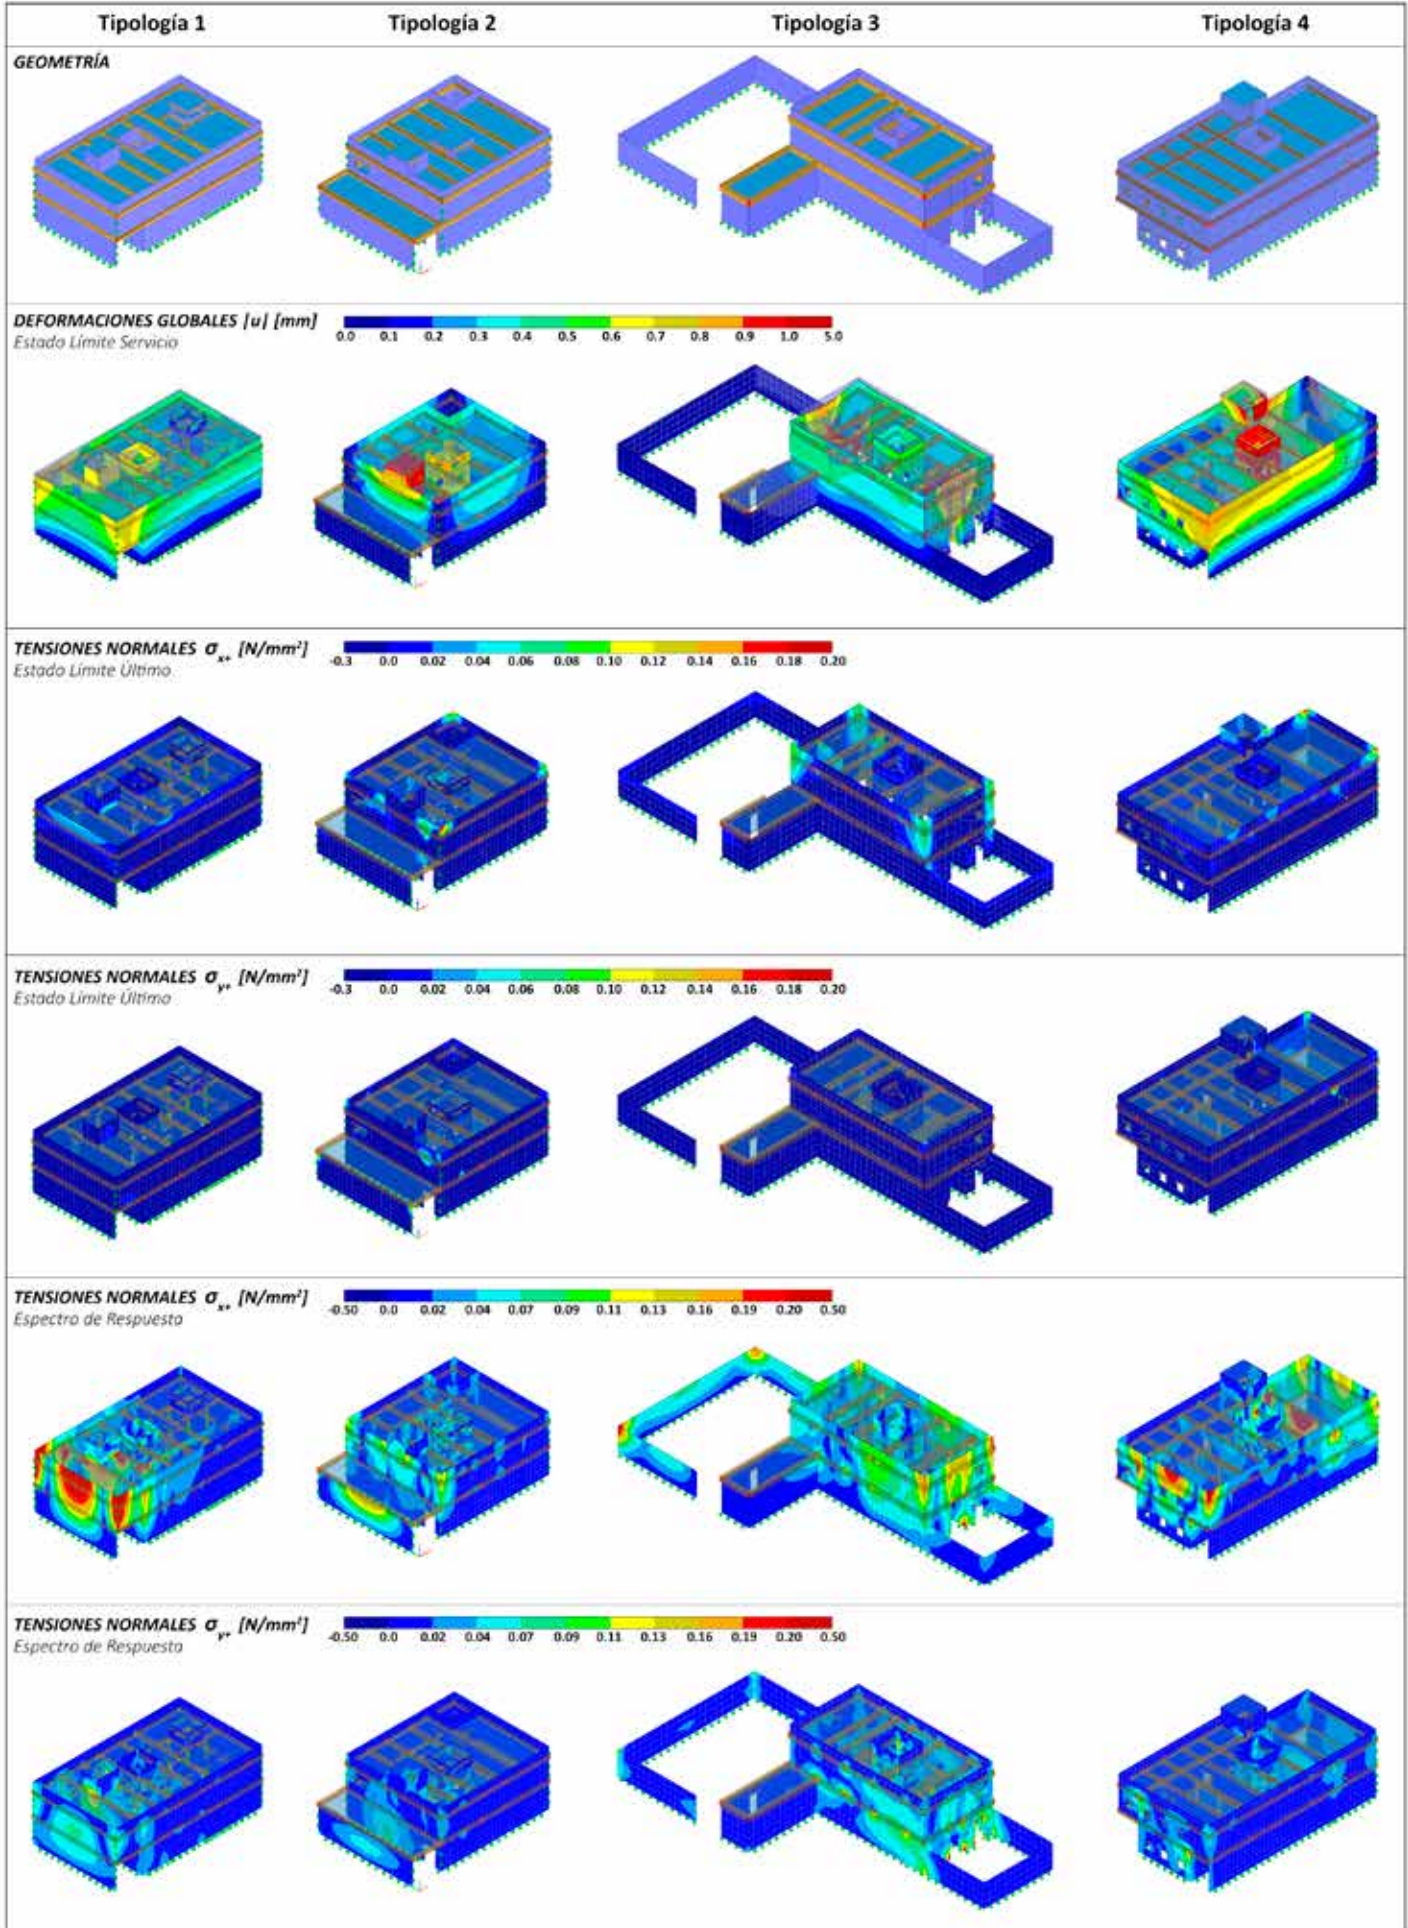 Tipología 1 Tipología 2 Tipología 3 Tipología 4
GEOMETRÍA
DEFORMACIONES GLOBALES |u| [mm]
Estado Límite Servicio
0.0 0.1 0.2 0.3 0.4 0.5 0.6 0.7 0.8 0.9 1.0 5.0
TENSIONES NORMALES σx+ [N/mm²]
Estado Límite Último
-0.3 0.0 0.02 0.04 0.06 0.08 0.10 0.12 0.14 0.16 0.18 0.20
TENSIONES NORMALES σy+ [N/mm²]
Estado Límite Último
-0.3 0.0 0.02 0.04 0.06 0.08 0.10 0.12 0.14 0.16 0.18 0.20
TENSIONES NORMALES σx+ [N/mm²]
Espectro de Respuesta
-0.50 0.0 0.02 0.04 0.07 0.09 0.11 0.13 0.16 0.19 0.20 0.50
TENSIONES NORMALES σy+ [N/mm²]
Espectro de Respuesta
-0.50 0.0 0.02 0.04 0.07 0.09 0.11 0.13 0.16 0.19 0.20 0.50